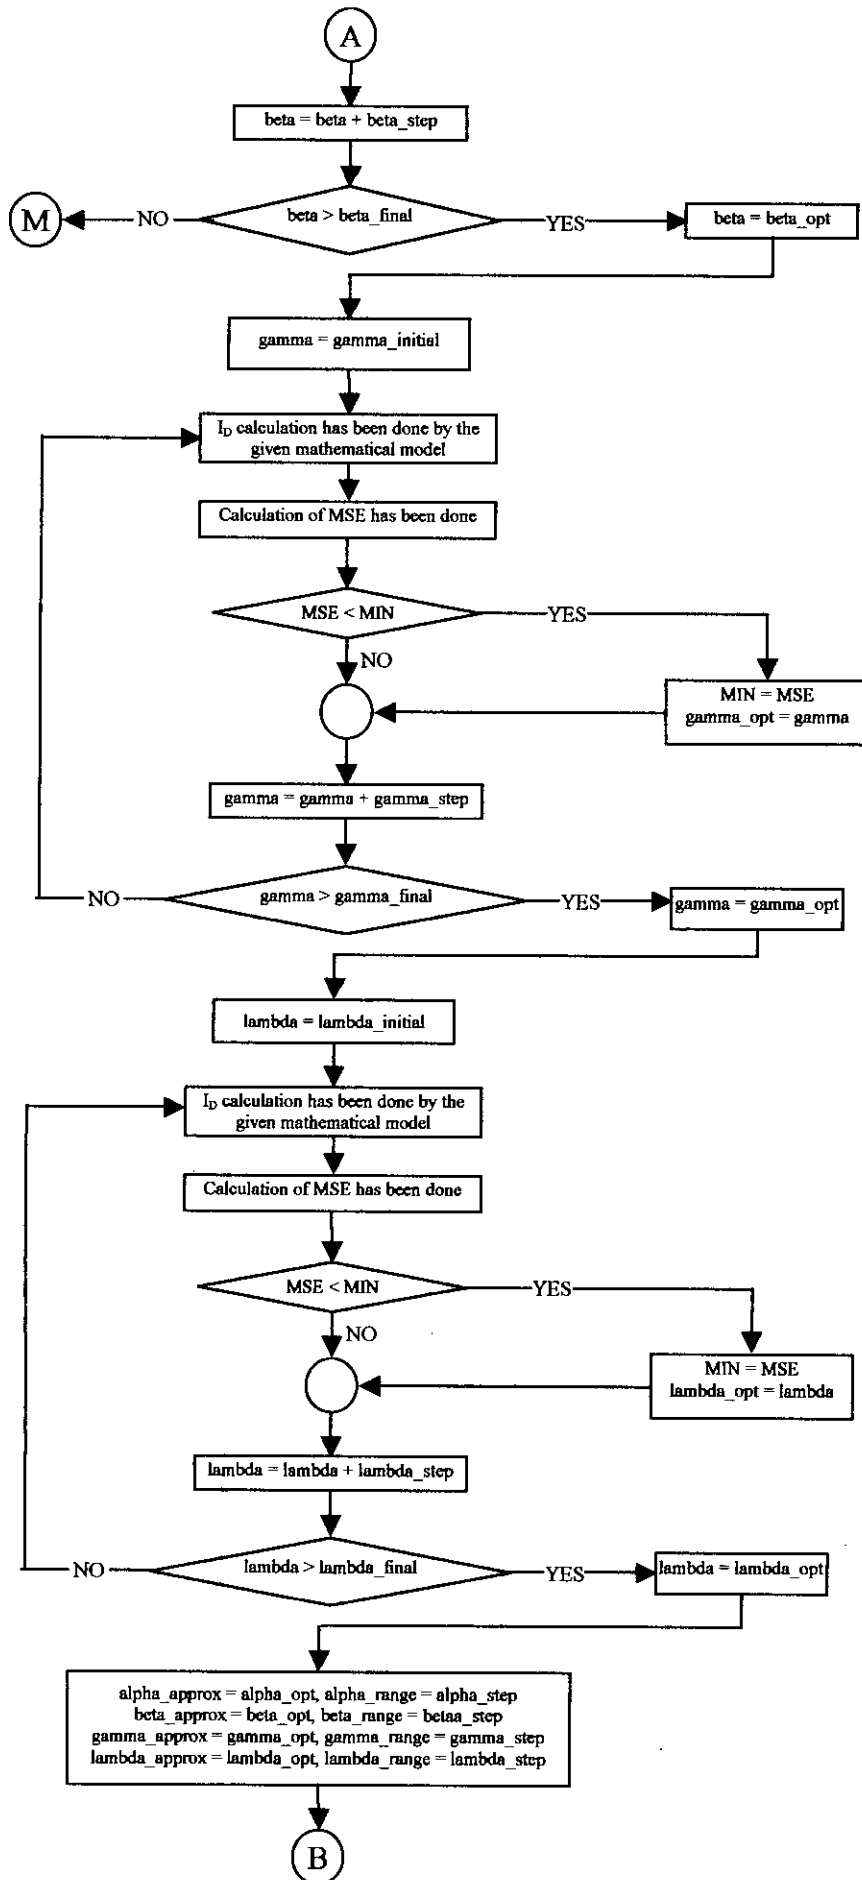 A
beta = beta + beta_step
M
NO
beta > beta_final
YES
beta = beta_opt
gamma = gamma_initial
I_D calculation has been done by the
given mathematical model
Calculation of MSE has been done
MSE < MIN
YES
NO
MIN = MSE
gamma_opt = gamma
gamma = gamma + gamma_step
NO
gamma > gamma_final
YES
gamma = gamma_opt
lambda = lambda_initial
I_D calculation has been done by the
given mathematical model
Calculation of MSE has been done
MSE < MIN
YES
NO
MIN = MSE
lambda_opt = lambda
lambda = lambda + lambda_step
NO
lambda > lambda_final
YES
lambda = lambda_opt
alpha_approx = alpha_opt, alpha_range = alpha_step
beta_approx = beta_opt, beta_range = betaa_step
gamma_approx = gamma_opt, gamma_range = gamma_step
lambda_approx = lambda_opt, lambda_range = lambda_step
B